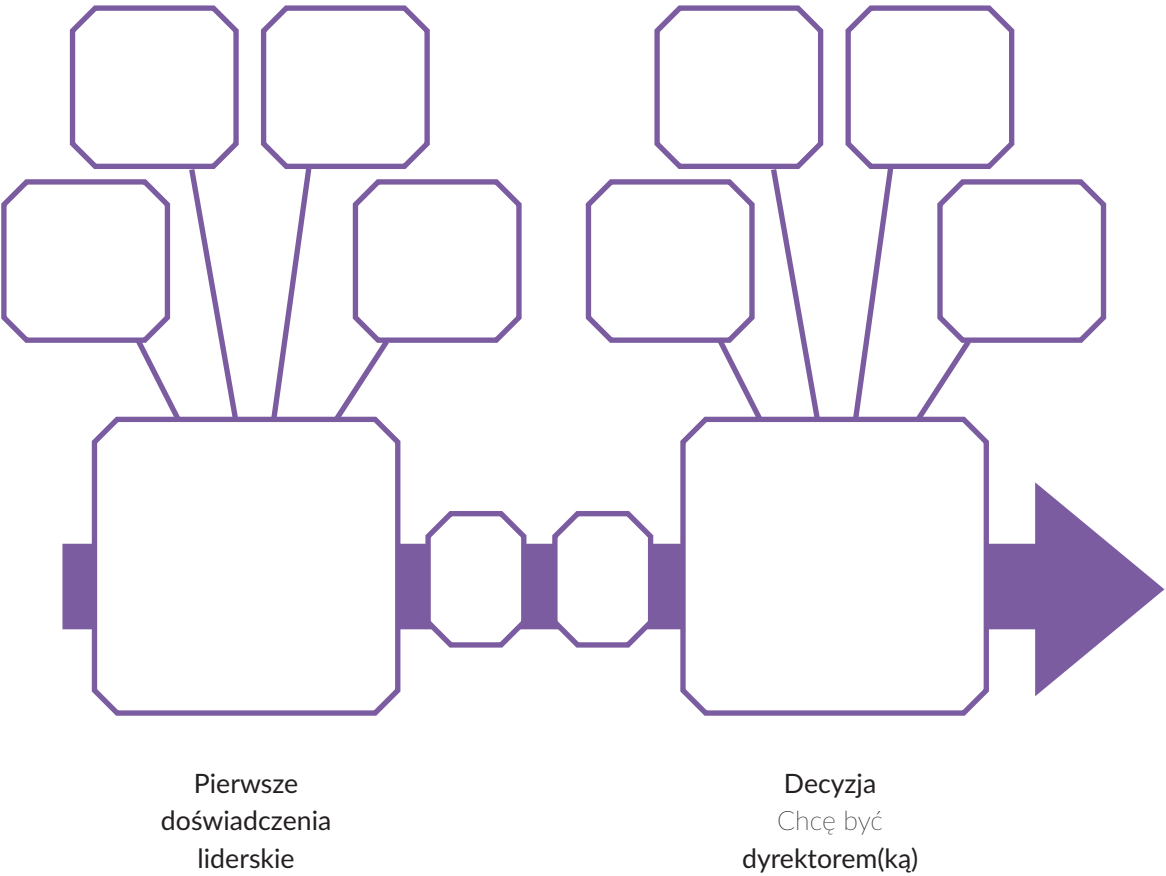 Pierwsze
doświadczenia
liderskie
Decyzja
Chcę być
dyrektorem(ką)